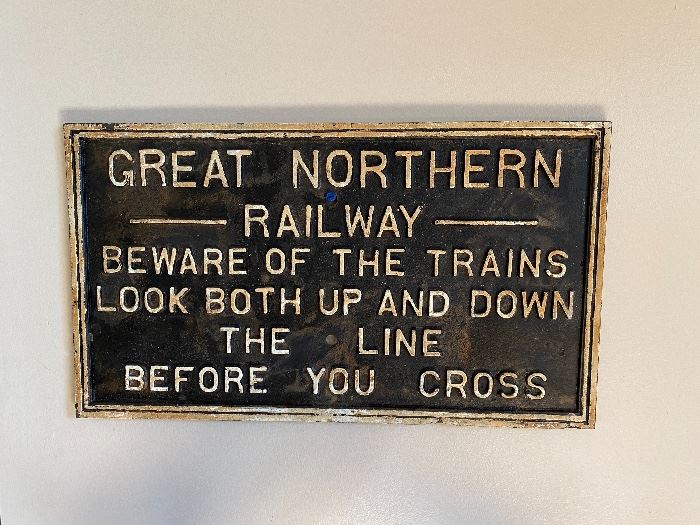 GREAT NORTHERN
RAILWAY
BEWARE OF THE TRAINS
LOOK BOTH UP AND DOWN
THE LINE
BEFORE YOU CROSS